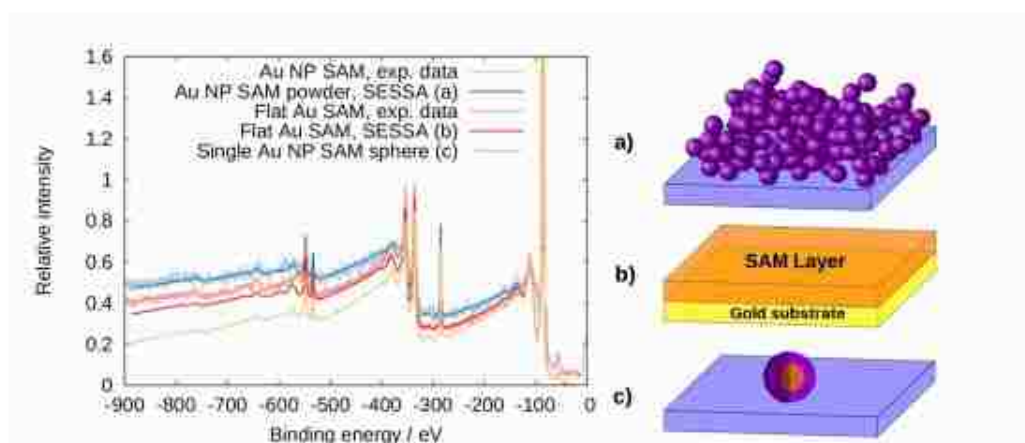 1.6
1.4
1.2
1
0.8
0.6
0.4
0.2
0
Relative intensity
Au NP SAM, exp. data
Au NP SAM powder, SESSA (a)
Flat Au SAM, exp. data
Flat Au SAM, SESSA (b)
Single Au NP SAM sphere (c)
-900 -800 -700 -600 -500 -400 -300 -200 -100 0
Binding energy / eV
a)
b)
SAM Layer
Gold substrate
c)